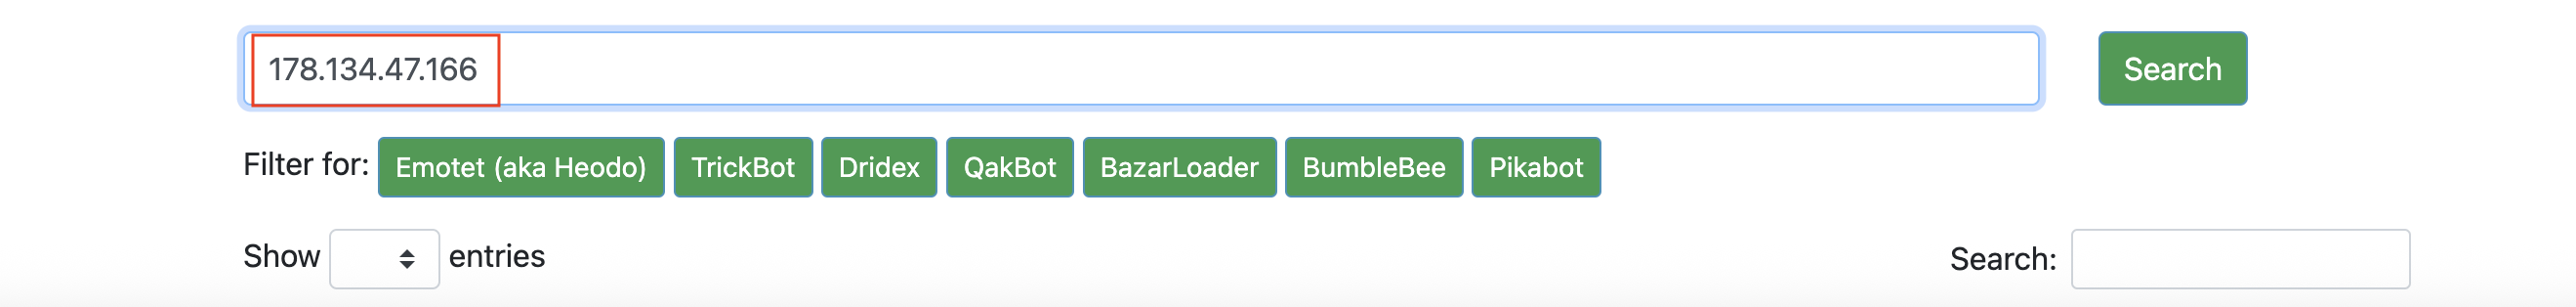 178.134.47.166 Search
Filter for: Emotet (aka Heodo) TrickBot Dridex QakBot BazarLoader BumbleBee Pikabot
Show entries Search: